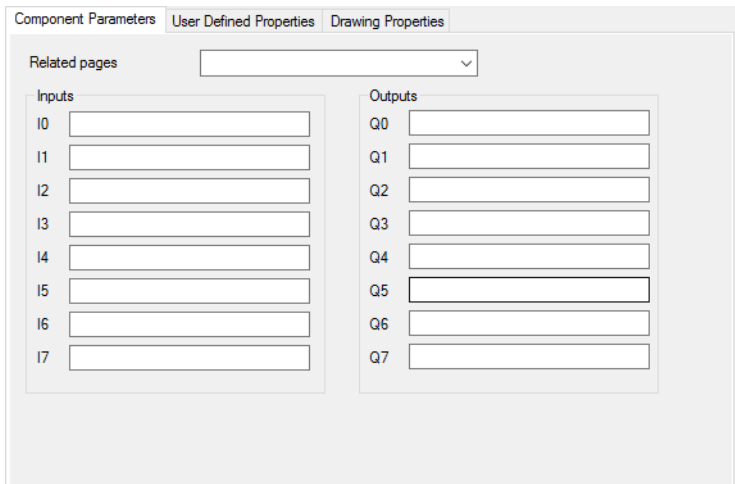 Component Parameters User Defined Properties Drawing Properties
Related pages
Inputs Outputs
I0 Q0
I1 Q1
I2 Q2
I3 Q3
I4 Q4
I5 Q5
I6 Q6
I7 Q7